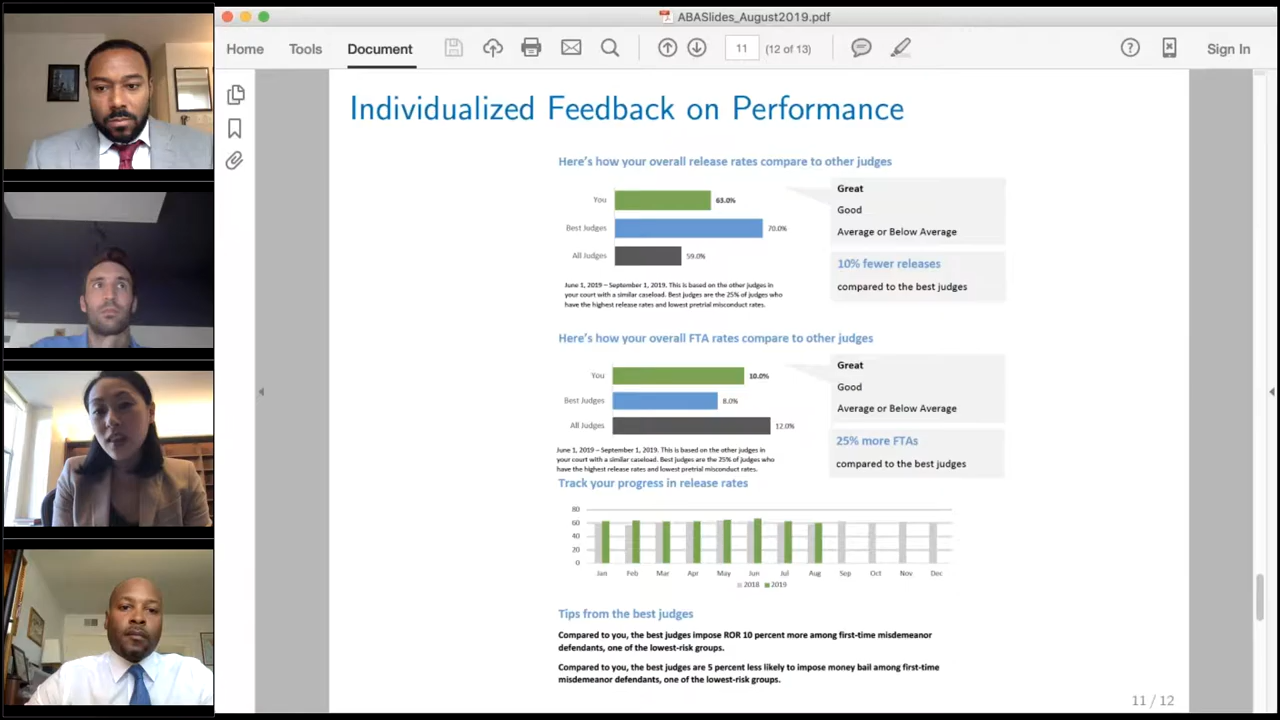 ABASlides_August2019.pdf
Home Tools Document 11 (12 of 13) Sign In
Individualized Feedback on Performance
Here's how your overall release rates compare to other judges
You 63.0%
Best Judges 70.0%
All Judges 59.0%
Great
Good
Average or Below Average
10% fewer releases
compared to the best judges
June 1, 2019 – September 1, 2019. This is based on the other judges in
your court with a similar caseload. Best judges are the 25% of judges who
have the highest release rates and lowest pretrial misconduct rates.
Here's how your overall FTA rates compare to other judges
You 10.0%
Best Judges 8.0%
All Judges 12.0%
Great
Good
Average or Below Average
25% more FTAs
compared to the best judges
June 1, 2019 – September 1, 2019. This is based on the other judges in
your court with a similar caseload. Best judges are the 25% of judges who
have the highest release rates and lowest pretrial misconduct rates.
Track your progress in release rates
80
60
40
20
0
Jan Feb Mar Apr May Jun Jul Aug Sep Oct Nov Dec
2018 2019
Tips from the best judges
Compared to you, the best judges impose ROR 10 percent more among first-time misdemeanor
defendants, one of the lowest-risk groups.
Compared to you, the best judges are 5 percent less likely to impose money bail among first-time
misdemeanor defendants, one of the lowest-risk groups.
11 / 12